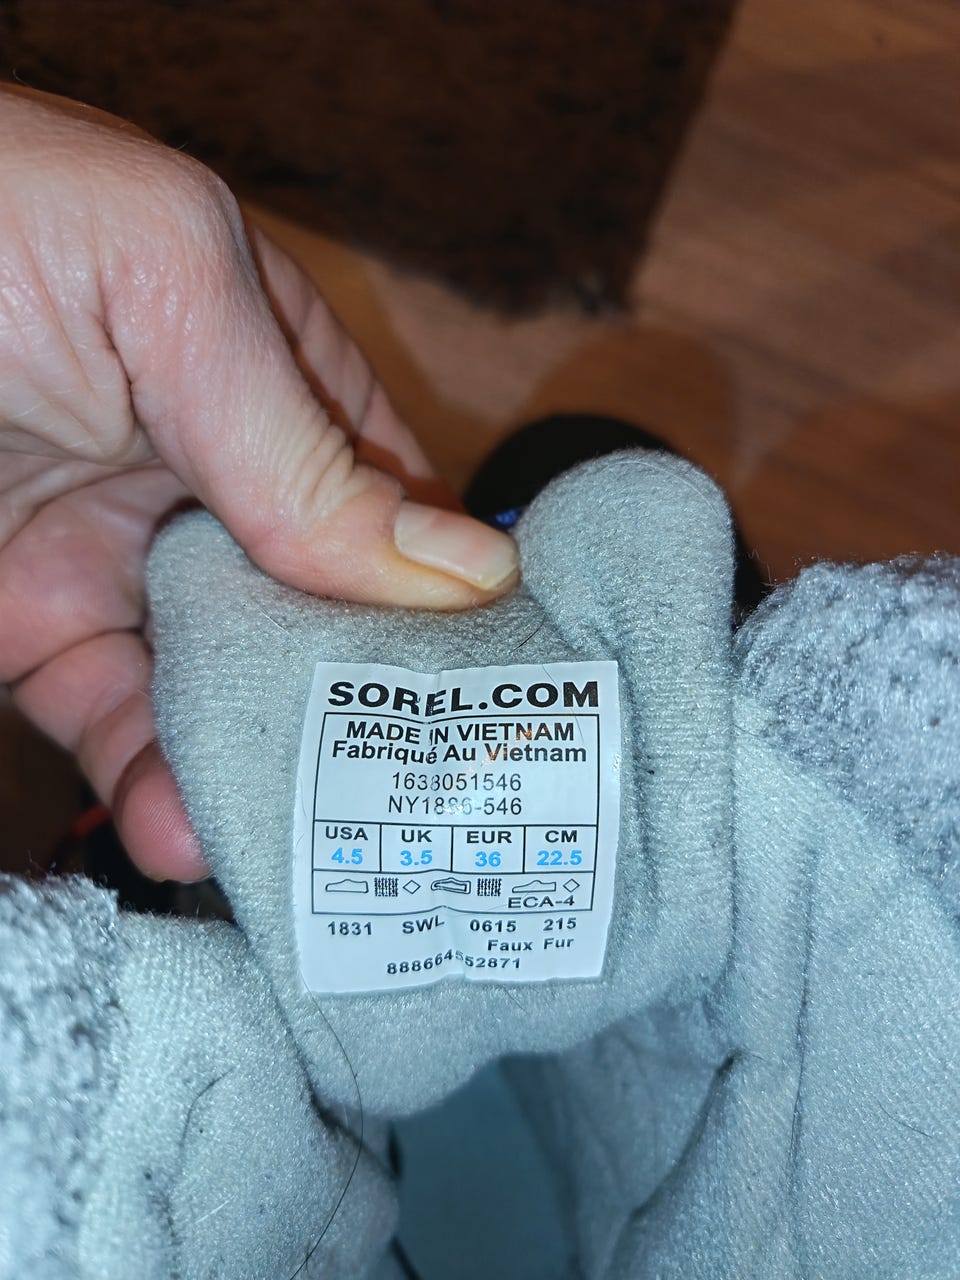 SOREL.COM
MADE IN VIETNAM
Fabriqué Au Vietnam
1638051546
NY1886-546
USA UK EUR CM
4.5 3.5 36 22.5
ECA-4
1831 SWL 0615 215
Faux Fur
888664552871